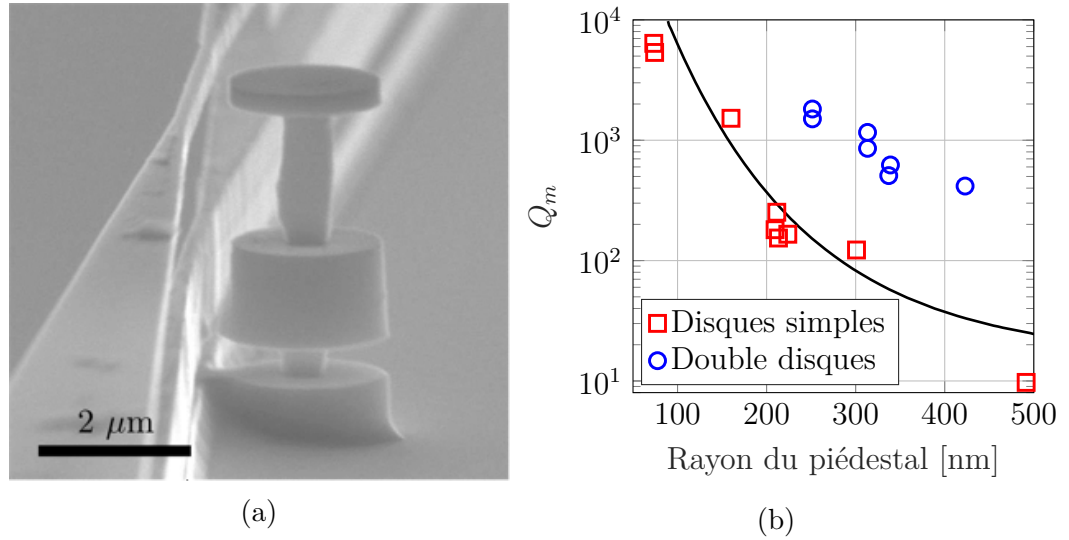 2 μm
(a)
10⁴
10³
10²
10¹
Q_m
Disques simples
Double disques
100 200 300 400 500
Rayon du piédestal [nm]
(b)